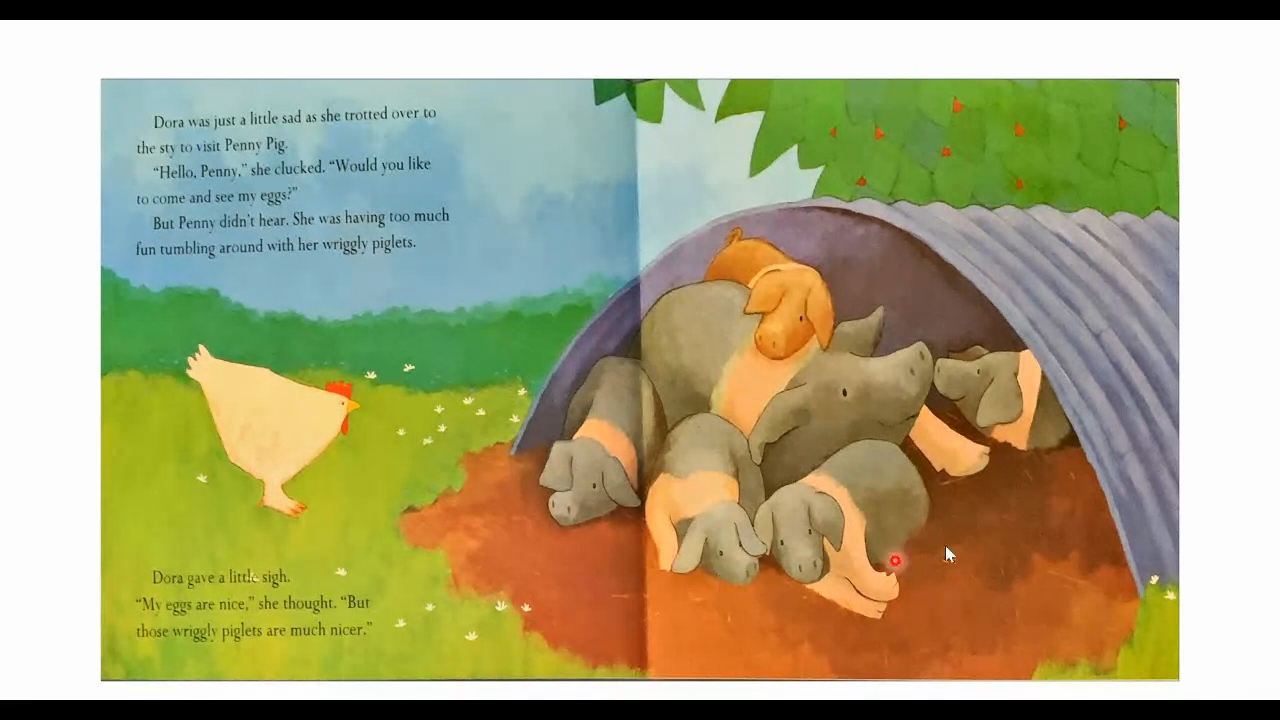 Dora was just a little sad as she trotted over to
the sty to visit Penny Pig.
“Hello, Penny,” she clucked. “Would you like
to come and see my eggs?”
But Penny didn’t hear. She was having too much
fun tumbling around with her wriggly piglets.
Dora gave a little sigh.
“My eggs are nice,” she thought. “But
those wriggly piglets are much nicer.”